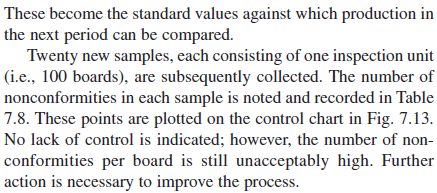 These become the standard values against which production in
the next period can be compared.
Twenty new samples, each consisting of one inspection unit
(i.e., 100 boards), are subsequently collected. The number of
nonconformities in each sample is noted and recorded in Table
7.8. These points are plotted on the control chart in Fig. 7.13.
No lack of control is indicated; however, the number of non-
conformities per board is still unacceptably high. Further
action is necessary to improve the process.